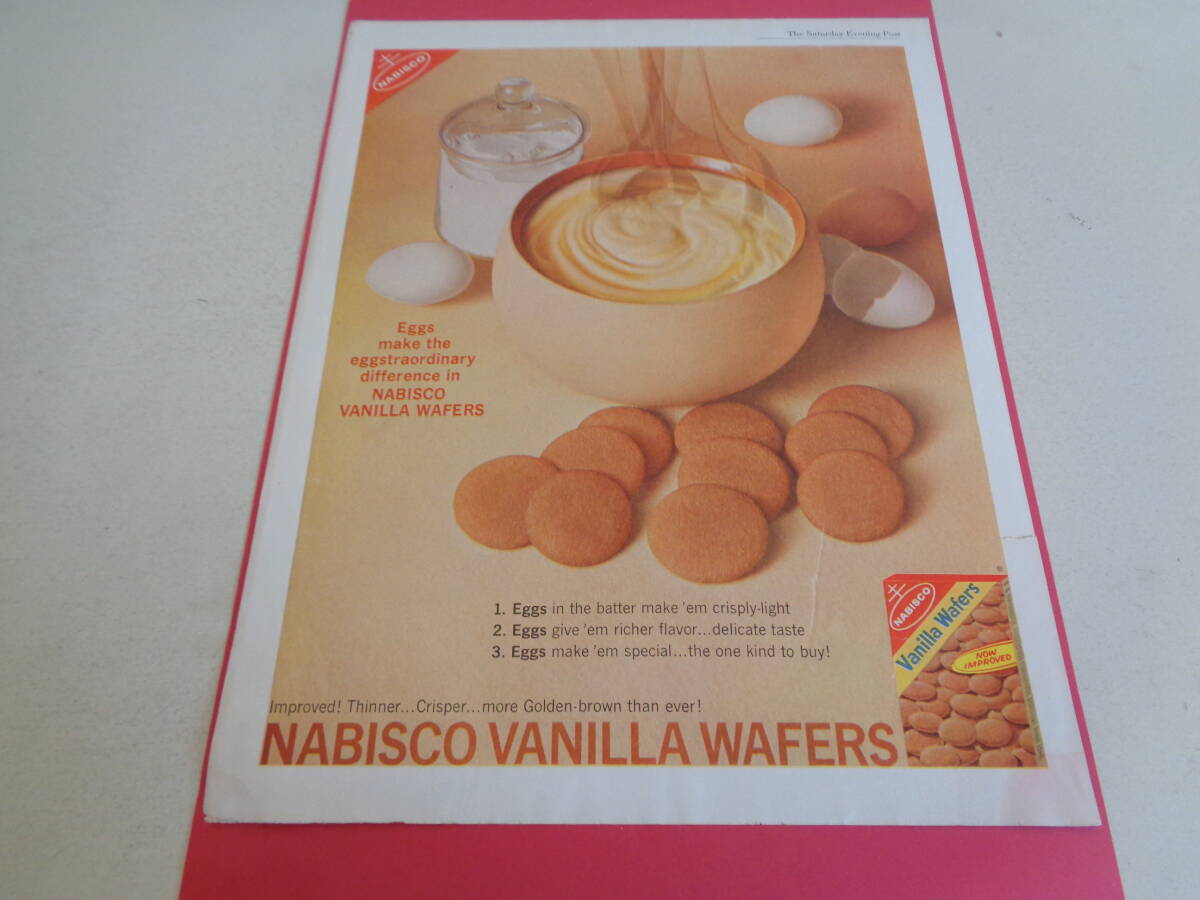 The Saturday Evening Post
NABISCO
Eggs
make the
eggstraordinary
difference in
NABISCO
VANILLA WAFERS
1. Eggs in the batter make 'em crisply-light
2. Eggs give 'em richer flavor...delicate taste
3. Eggs make 'em special...the one kind to buy!
NABISCO
Vanilla Wafers
NOW
IMPROVED
Improved! Thinner...Crisper...more Golden-brown than ever!
NABISCO VANILLA WAFERS